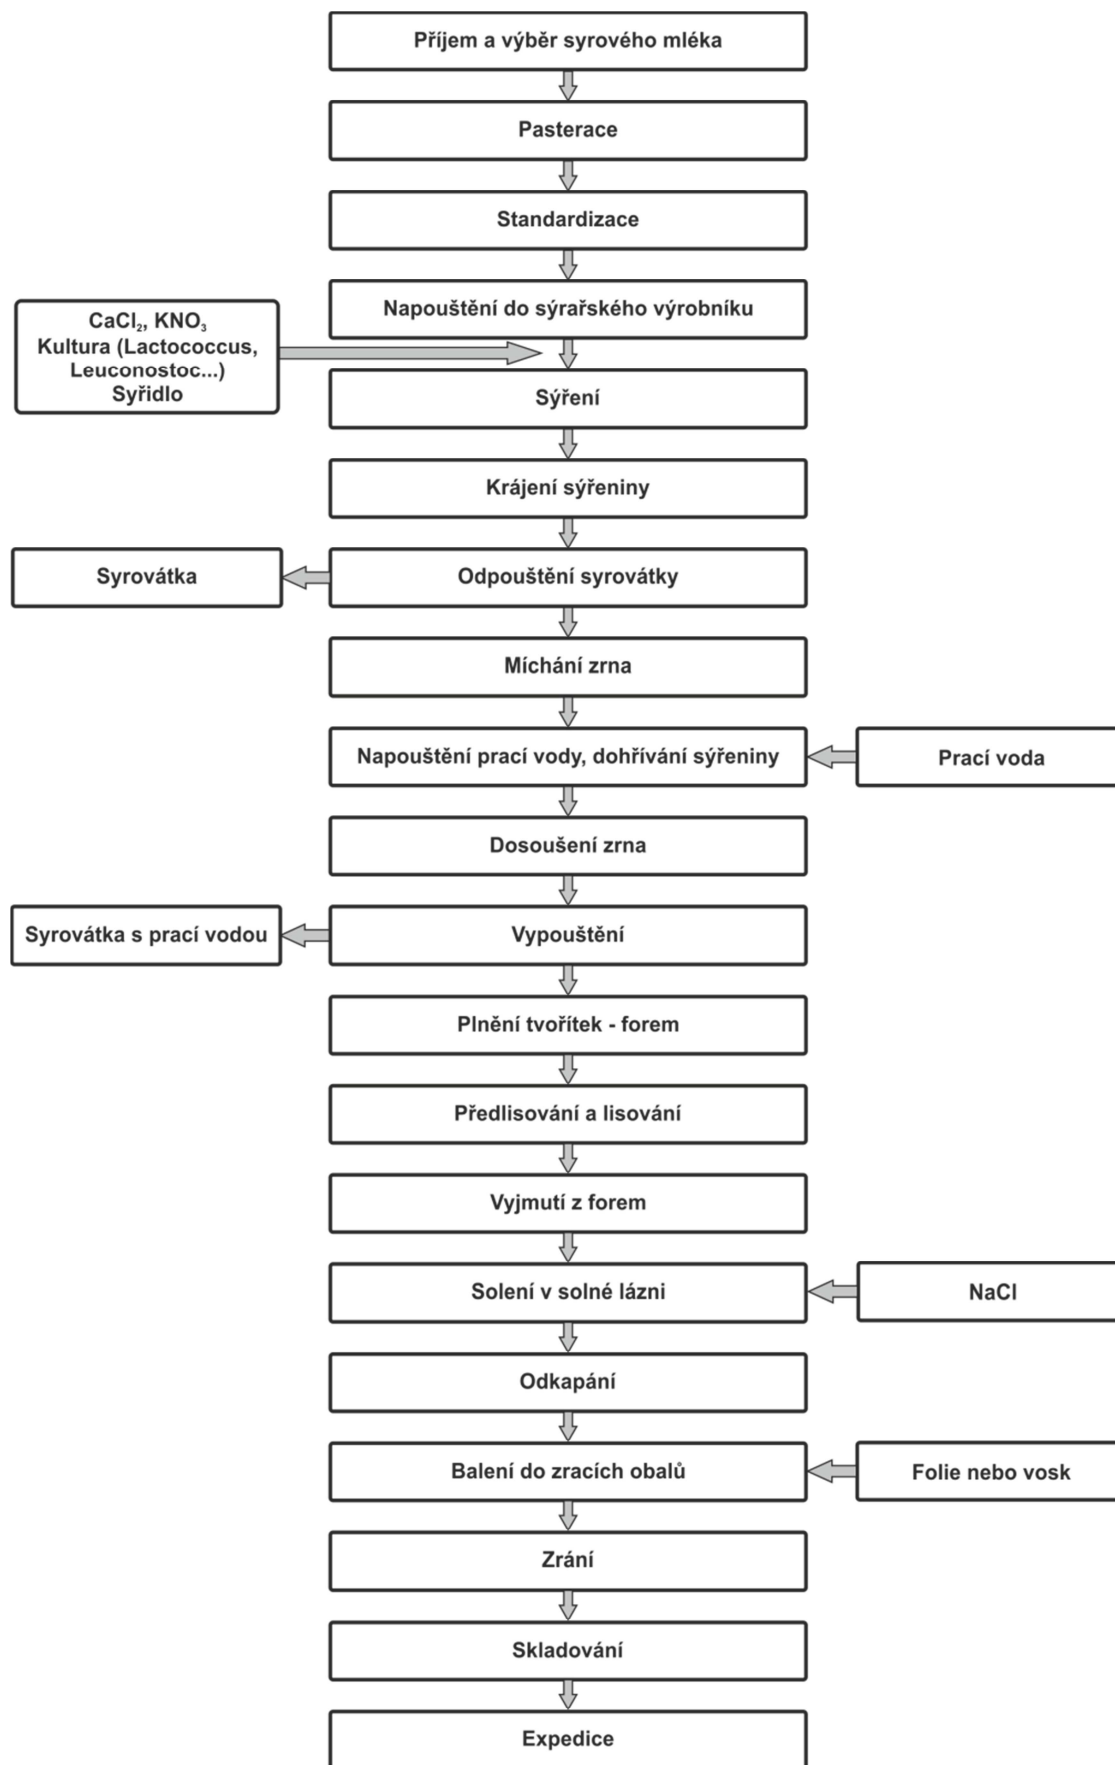 Příjem a výběr syrového mléka
Pasterace
Standardizace
Napouštění do sýrařského výrobníku
CaCl₂, KNO₃
Kultura (Lactococcus,
Leuconostoc...)
Syřidlo
Sýření
Krájení sýřeniny
Syrovátka
Odpouštění syrovátky
Míchání zrna
Napouštění prací vody, dohřívání sýřeniny
Prací voda
Dosoušení zrna
Syrovátka s prací vodou
Vypouštění
Plnění tvořítek - forem
Předlisování a lisování
Vyjmutí z forem
Solení v solné lázni
NaCl
Odkapání
Balení do zracích obalů
Folie nebo vosk
Zrání
Skladování
Expedice